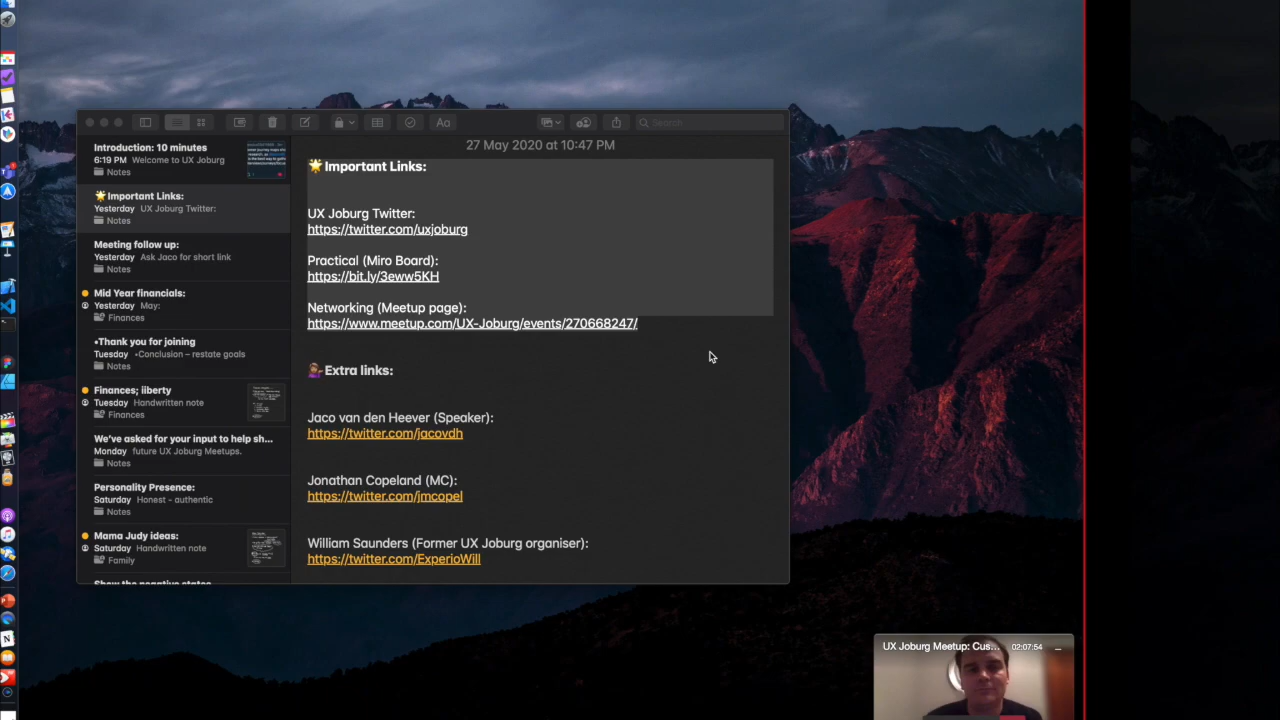 Search
Introduction: 10 minutes
6:19 PM Welcome to UX Joburg
Notes
🌟Important Links:
Yesterday UX Joburg Twitter:
Notes
Meeting follow up:
Yesterday Ask Jaco for short link
Notes
Mid Year financials:
Yesterday May:
Finances
•Thank you for joining
Tuesday •Conclusion – restate goals
Notes
Finances; iiberty
Tuesday Handwritten note
Finances
We've asked for your input to help sh...
Monday future UX Joburg Meetups.
Notes
Personality Presence:
Saturday Honest - authentic
Notes
Mama Judy ideas:
Saturday Handwritten note
Family
Show the negative states
27 May 2020 at 10:47 PM
🌟Important Links:
UX Joburg Twitter:
https://twitter.com/uxjoburg
Practical (Miro Board):
https://bit.ly/3eww5KH
Networking (Meetup page):
https://www.meetup.com/UX-Joburg/events/270668247/
💁🏽‍♀️Extra links:
Jaco van den Heever (Speaker):
https://twitter.com/jacovdh
Jonathan Copeland (MC):
https://twitter.com/jmcopel
William Saunders (Former UX Joburg organiser):
https://twitter.com/ExperioWill
UX Joburg Meetup: Cus... 02:07:54